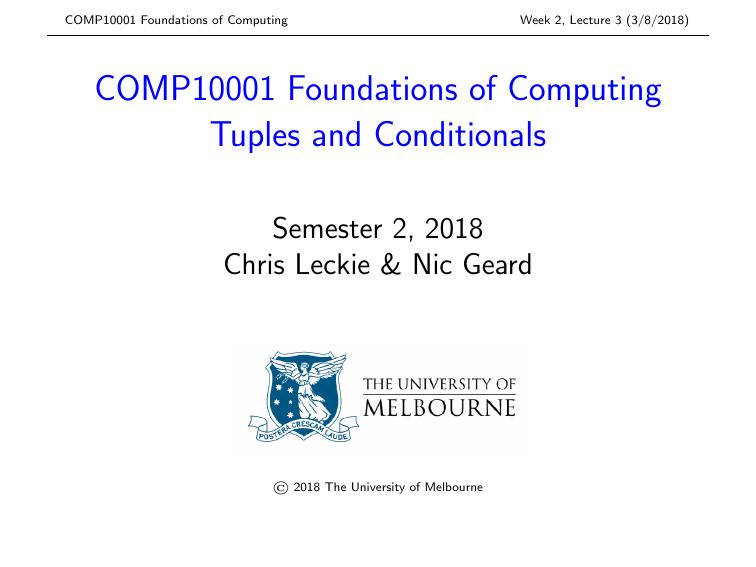 COMP10001 Foundations of Computing
Week 2, Lecture 3 (3/8/2018)
COMP10001 Foundations of Computing
Tuples and Conditionals
Semester 2, 2018
Chris Leckie & Nic Geard
THE UNIVERSITY OF
MELBOURNE
POSTERA CRESCAM LAUDE
© 2018 The University of Melbourne